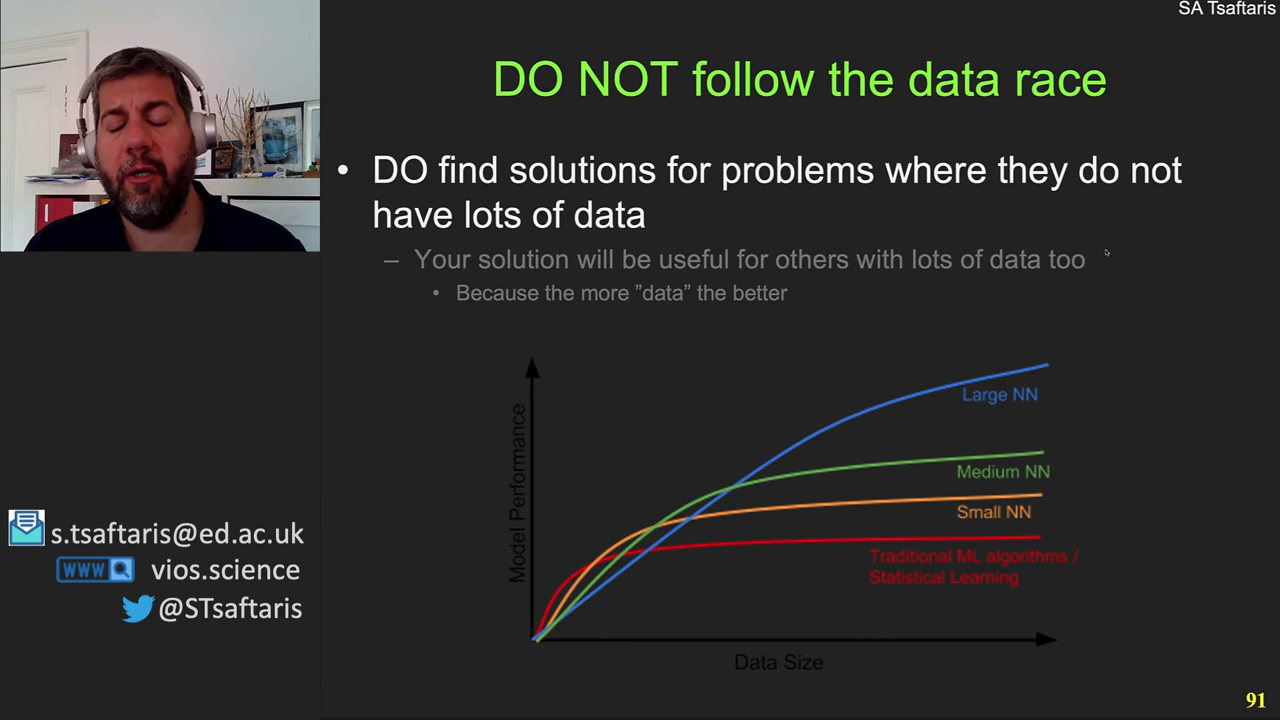 SA Tsaftaris
DO NOT follow the data race
• DO find solutions for problems where they do not
have lots of data
– Your solution will be useful for others with lots of data too
• Because the more ”data” the better
Model Performance
Large NN
Medium NN
Small NN
Traditional ML algorithms /
Statistical Learning
Data Size
s.tsaftaris@ed.ac.uk
WWW
vios.science
@STsaftaris
91